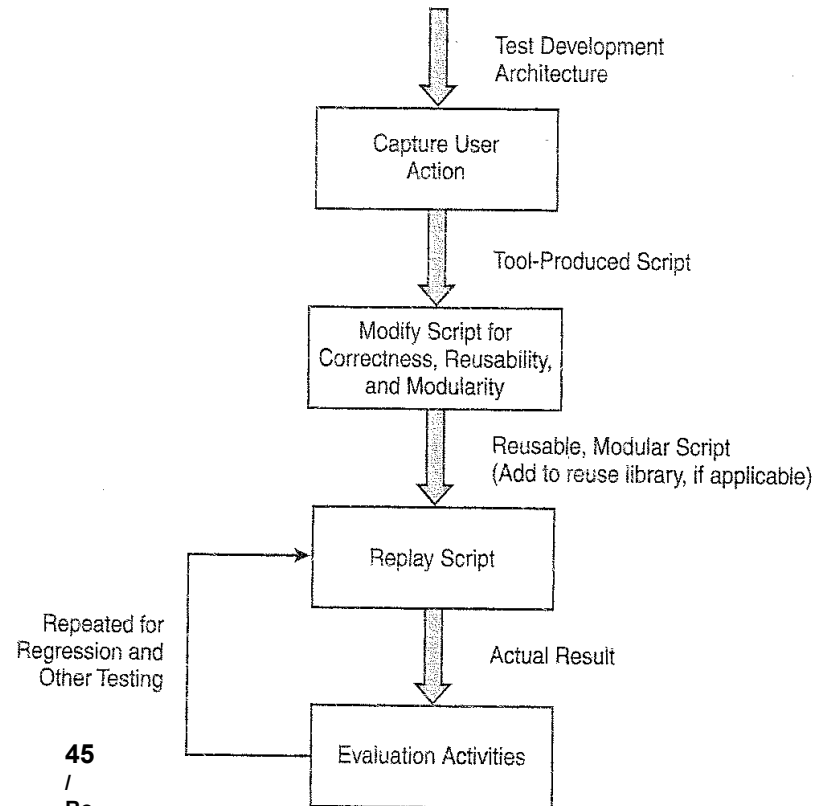 Test Development
Architecture
Capture User
Action
Tool-Produced Script
Modify Script for
Correctness, Reusability,
and Modularity
Reusable, Modular Script
(Add to reuse library, if applicable)
Replay Script
Repeated for
Regression and
Other Testing
Actual Result
Evaluation Activities
45
/